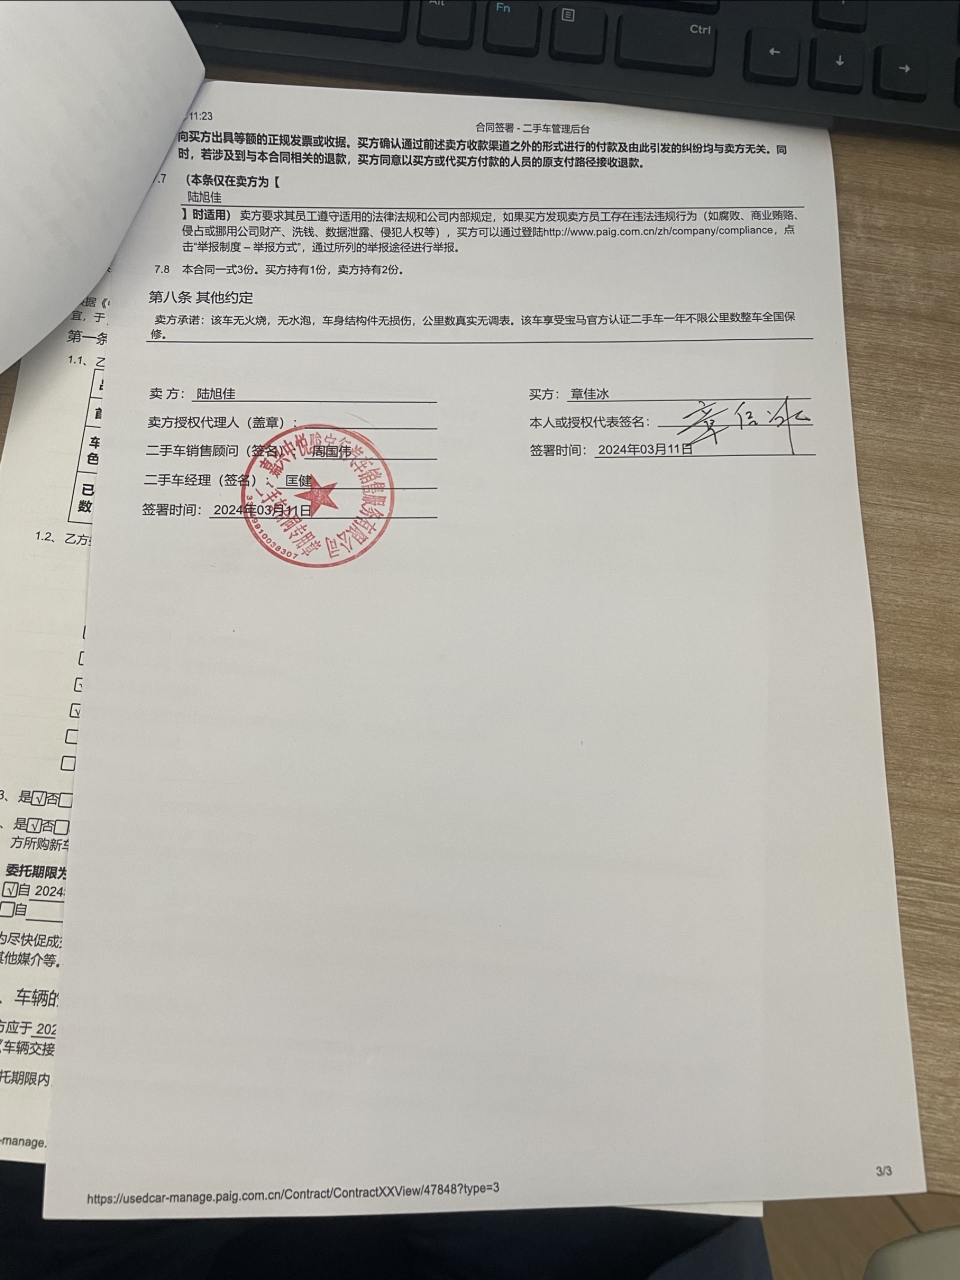 Alt
Fn
Ctrl
11:23
合同签署 - 二手车管理后台
向买方出具等额的正规发票或收据。买方确认通过前述卖方收款渠道之外的形式进行的付款及由此引发的纠纷均与卖方无关。同
时，若涉及到与本合同相关的退款，买方同意以买方或代买方付款的人员的原支付路径接收退款。
.7 （本条仅在卖方为【
陆旭佳
】时适用）卖方要求其员工遵守适用的法律法规和公司内部规定，如果买方发现卖方员工存在违法违规行为（如腐败、商业贿赂、
侵占或挪用公司财产、洗钱、数据泄露、侵犯人权等），买方可以通过登陆http://www.paig.com.cn/zh/company/compliance，点
击“举报制度 – 举报方式”，通过所列的举报途径进行举报。
7.8 本合同一式3份。买方持有1份，卖方持有2份。
第八条 其他约定
卖方承诺：该车无火烧，无水泡，车身结构件无损伤，公里数真实无调表。该车享受宝马官方认证二手车一年不限公里数整车全国保
修。
卖 方： 陆旭佳
卖方授权代理人（盖章）：
二手车销售顾问（签名）： 周国伟
二手车经理（签名）： 匡健
签署时间： 2024年03月11日
买方： 章佳冰
本人或授权代表签名：
签署时间： 2024年03月11日
宜，于
第一条
1.1、乙
车
色
已
数
1.2、乙方
3、是☑否☐
、是☑否☐
方所购新车
委托期限为
☑自 2024
☐自
为尽快促成
其他媒介等。
、车辆的
方应于 202
《车辆交接
托期限内
-manage.
https://usedcar-manage.paig.com.cn/Contract/ContractXXView/47848?type=3
3/3